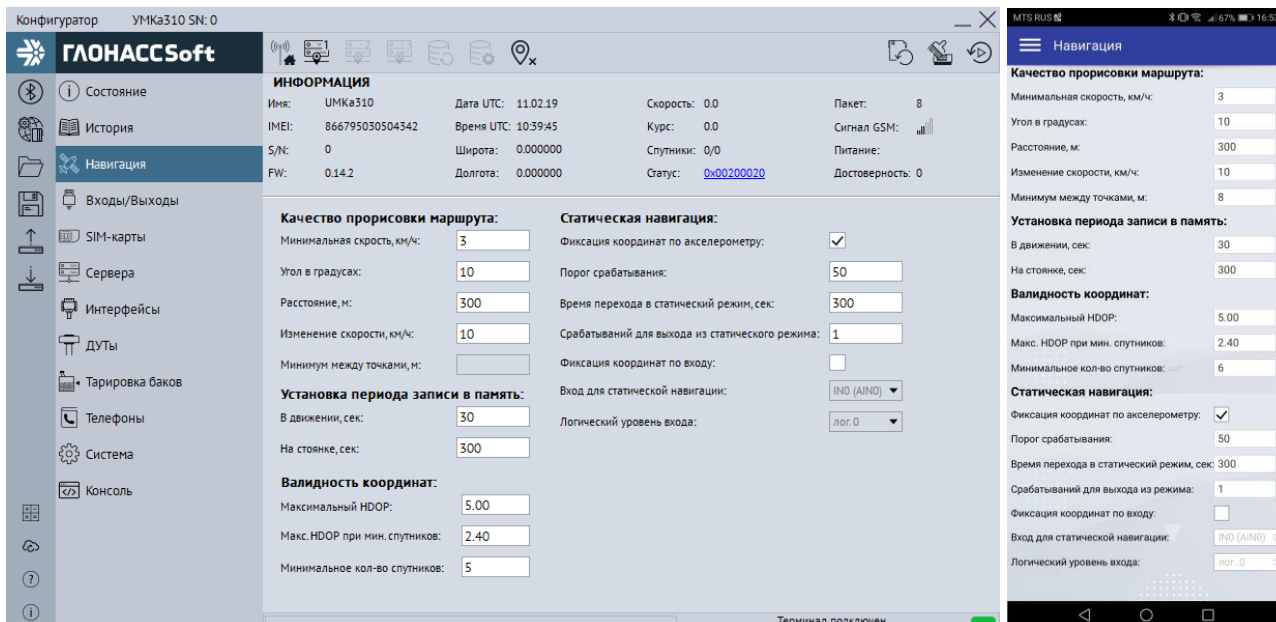 Конфигуратор УМКа310 SN: 0
ГЛОНАССSoft
Состояние
История
Навигация
Входы/Выходы
SIM-карты
Сервера
Интерфейсы
ДУТы
Тарировка баков
Телефоны
Система
Консоль
ИНФОРМАЦИЯ
Имя: UMKa310 Дата UTC: 11.02.19 Скорость: 0.0 Пакет: 8
IMEI: 866795030504342 Время UTC: 10:39:45 Курс: 0.0 Сигнал GSM:
S/N: 0 Широта: 0.000000 Спутники: 0/0 Питание:
FW: 0.14.2 Долгота: 0.000000 Статус: 0x00200020 Достоверность: 0
Качество прорисовки маршрута:
Минимальная скрость, км/ч: 3
Угол в градусах: 10
Расстояние, м: 300
Изменение скорости, км/ч: 10
Минимум между точками, м:
Установка периода записи в память:
В движении, сек: 30
На стоянке, сек: 300
Валидность координат:
Максимальный HDOP: 5.00
Макс. HDOP при мин. спутников: 2.40
Минимальное кол-во спутников: 5
Статическая навигация:
Фиксация координат по акселерометру:
Порог срабатывания: 50
Время перехода в статический режим, сек: 300
Срабатываний для выхода из статического режима: 1
Фиксация координат по входу:
Вход для статической навигации: IN0 (AIN0)
Логический уровень входа: лог. 0
Терминал подключен
MTS RUS 67% 16:53
Навигация
Качество прорисовки маршрута:
Минимальная скорость, км/ч: 3
Угол в градусах: 10
Расстояние, м: 300
Изменение скорости, км/ч: 10
Минимум между точками, м: 8
Установка периода записи в память:
В движении, сек: 30
На стоянке, сек: 300
Валидность координат:
Максимальный HDOP: 5.00
Макс. HDOP при мин. спутников: 2.40
Минимальное кол-во спутников: 6
Статическая навигация:
Фиксация координат по акселерометру:
Порог срабатывания: 50
Время перехода в статический режим, сек: 300
Срабатываний для выхода из режима: 1
Фиксация координат по входу:
Вход для статической навигации: IN0 (AIN0)
Логический уровень входа: лог. 0